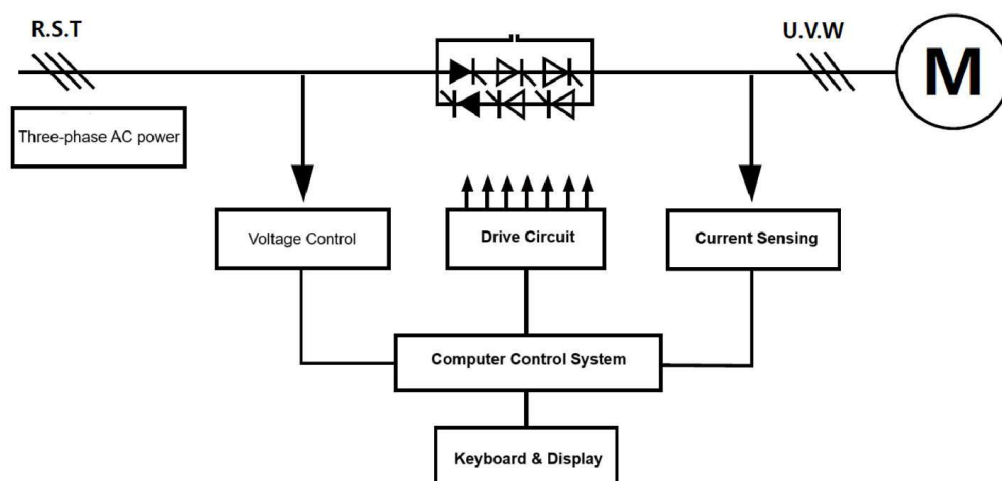 R.S.T
U.V.W
M
Three-phase AC power
Voltage Control
Drive Circuit
Current Sensing
Computer Control System
Keyboard & Display